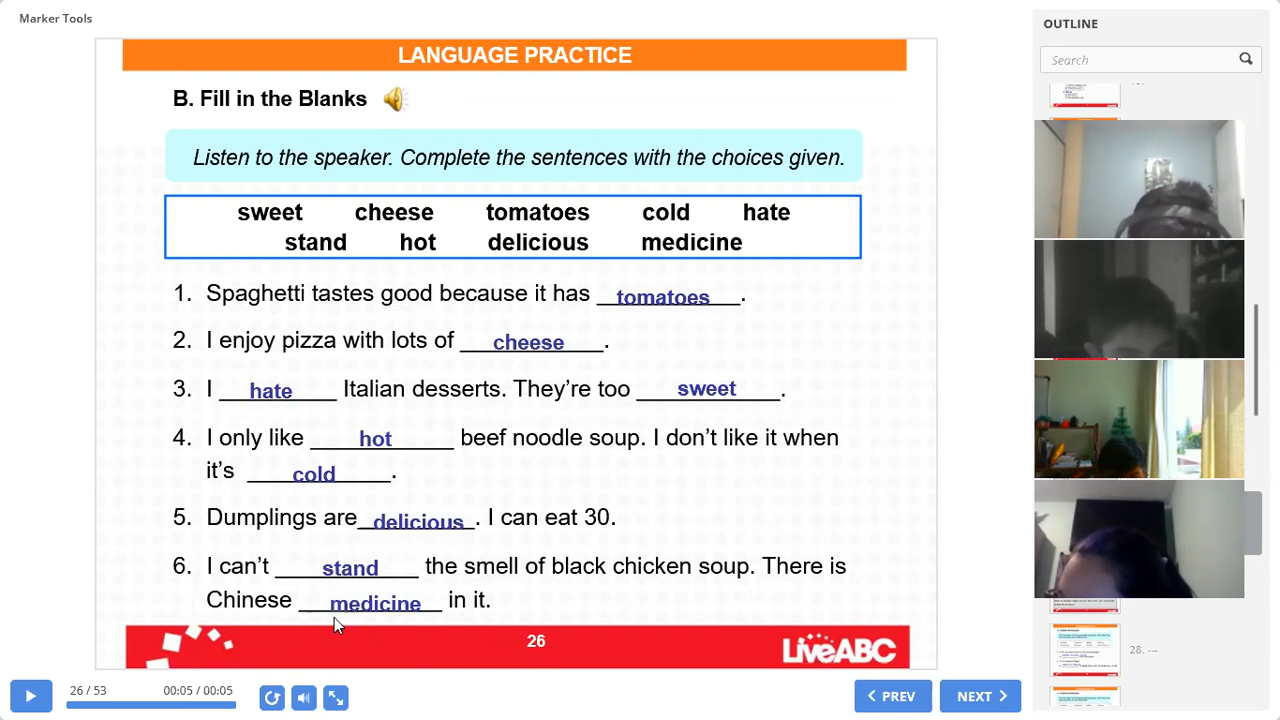 Marker Tools
LANGUAGE PRACTICE
B. Fill in the Blanks
Listen to the speaker. Complete the sentences with the choices given.
sweet cheese tomatoes cold hate
stand hot delicious medicine
1. Spaghetti tastes good because it has tomatoes.
2. I enjoy pizza with lots of cheese.
3. I hate Italian desserts. They're too sweet.
4. I only like hot beef noodle soup. I don't like it when
it's cold.
5. Dumplings are delicious. I can eat 30.
6. I can't stand the smell of black chicken soup. There is
Chinese medicine in it.
26
LiveABC
26 / 53
00:05 / 00:05
PREV
NEXT
OUTLINE
Search
28.